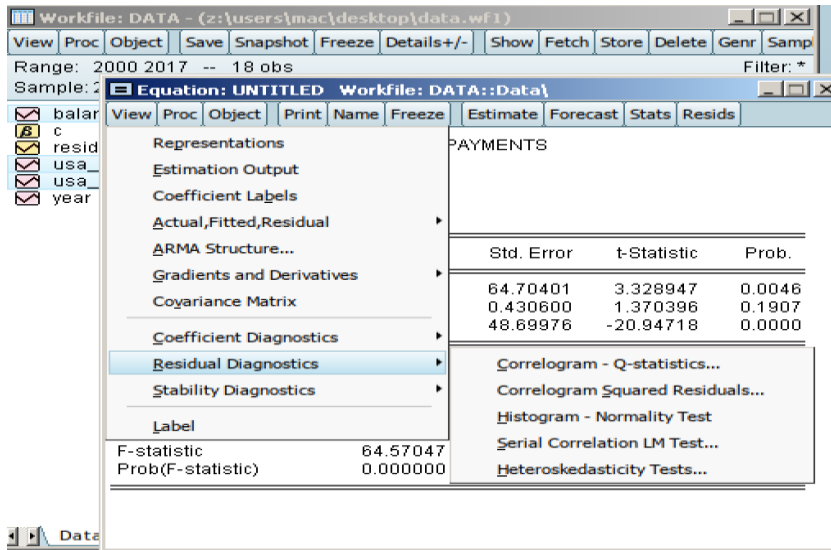 Workfile: DATA - (z:\users\mac\desktop\data.wf1)
View Proc Object Save Snapshot Freeze Details+/- Show Fetch Store Delete Genr Sampl
Range: 2000 2017 -- 18 obs Filter: *
Sample: 2
Equation: UNTITLED Workfile: DATA::Data\
View Proc Object Print Name Freeze Estimate Forecast Stats Resids
balar
c
resid
usa_
usa_
year
Representations
Estimation Output
Coefficient Labels
Actual,Fitted,Residual
ARMA Structure...
Gradients and Derivatives
Covariance Matrix
Coefficient Diagnostics
Residual Diagnostics
Stability Diagnostics
Label
PAYMENTS
Std. Error t-Statistic Prob.
64.70401 3.328947 0.0046
0.430600 1.370396 0.1907
48.69976 -20.94718 0.0000
Correlogram - Q-statistics...
Correlogram Squared Residuals...
Histogram - Normality Test
Serial Correlation LM Test...
Heteroskedasticity Tests...
F-statistic 64.57047
Prob(F-statistic) 0.000000
Data